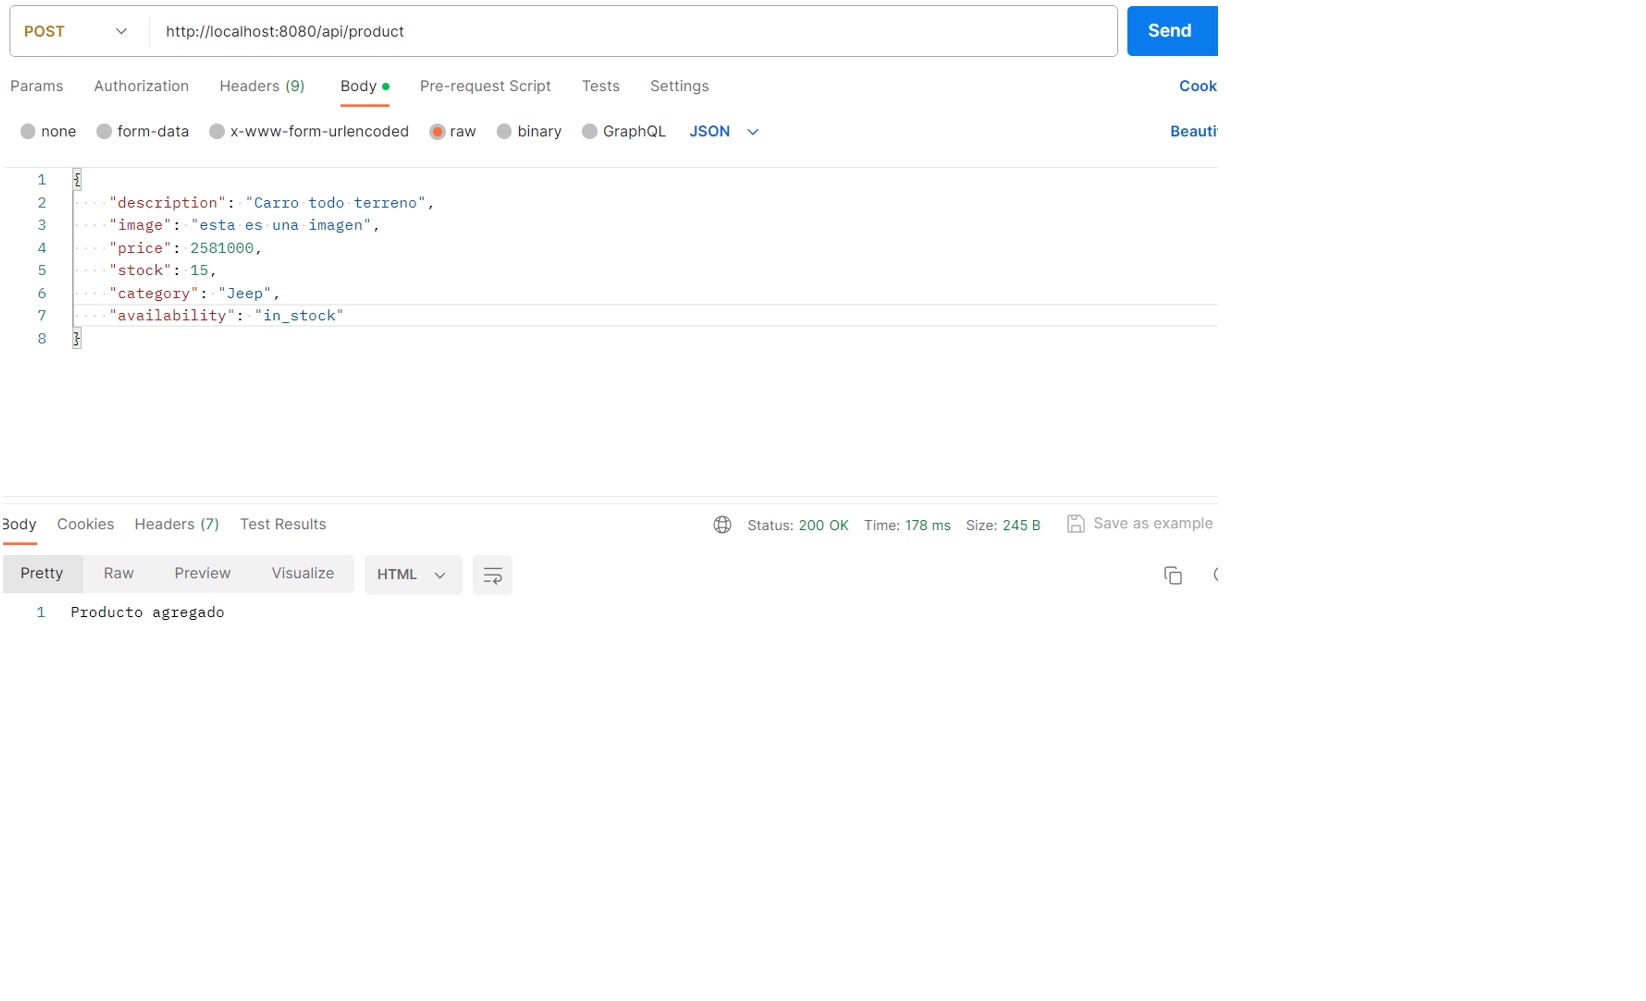 POST http://localhost:8080/api/product Send
Params Authorization Headers (9) Body Pre-request Script Tests Settings Cook
none form-data x-www-form-urlencoded raw binary GraphQL JSON Beauti
1 {
2 "description": "Carro todo terreno",
3 "image": "esta es una imagen",
4 "price": 2581000,
5 "stock": 15,
6 "category": "Jeep",
7 "availability": "in_stock"
8 }
Body Cookies Headers (7) Test Results Status: 200 OK Time: 178 ms Size: 245 B Save as example
Pretty Raw Preview Visualize HTML
1 Producto agregado